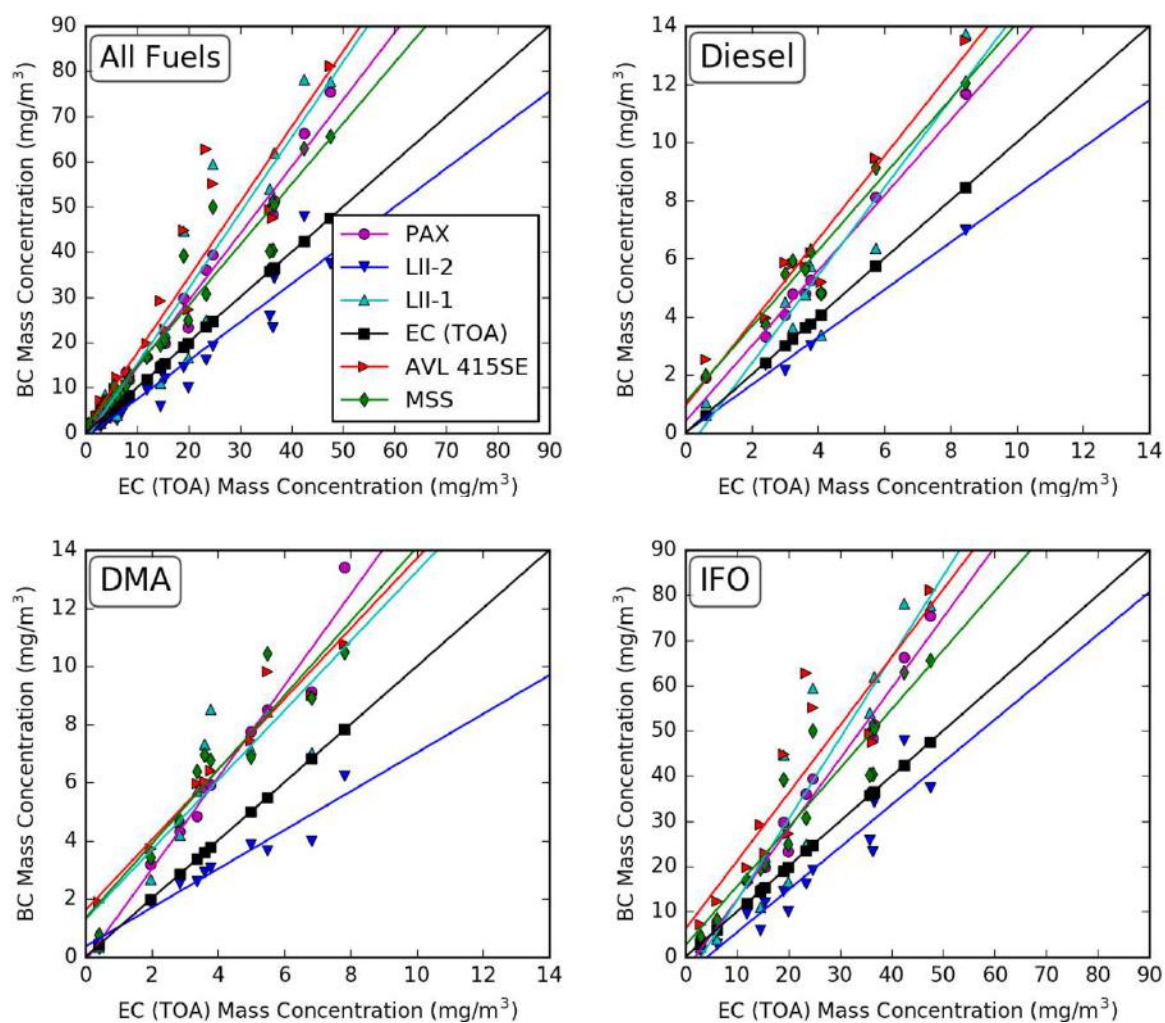 All Fuels
BC Mass Concentration (mg/m³)
90
80
70
60
50
40
30
20
10
0
PAX
LII-2
LII-1
EC (TOA)
AVL 415SE
MSS
0 10 20 30 40 50 60 70 80 90
EC (TOA) Mass Concentration (mg/m³)
Diesel
BC Mass Concentration (mg/m³)
14
12
10
8
6
4
2
0
0 2 4 6 8 10 12 14
EC (TOA) Mass Concentration (mg/m³)
DMA
BC Mass Concentration (mg/m³)
14
12
10
8
6
4
2
0
0 2 4 6 8 10 12 14
EC (TOA) Mass Concentration (mg/m³)
IFO
BC Mass Concentration (mg/m³)
90
80
70
60
50
40
30
20
10
0
0 10 20 30 40 50 60 70 80 90
EC (TOA) Mass Concentration (mg/m³)